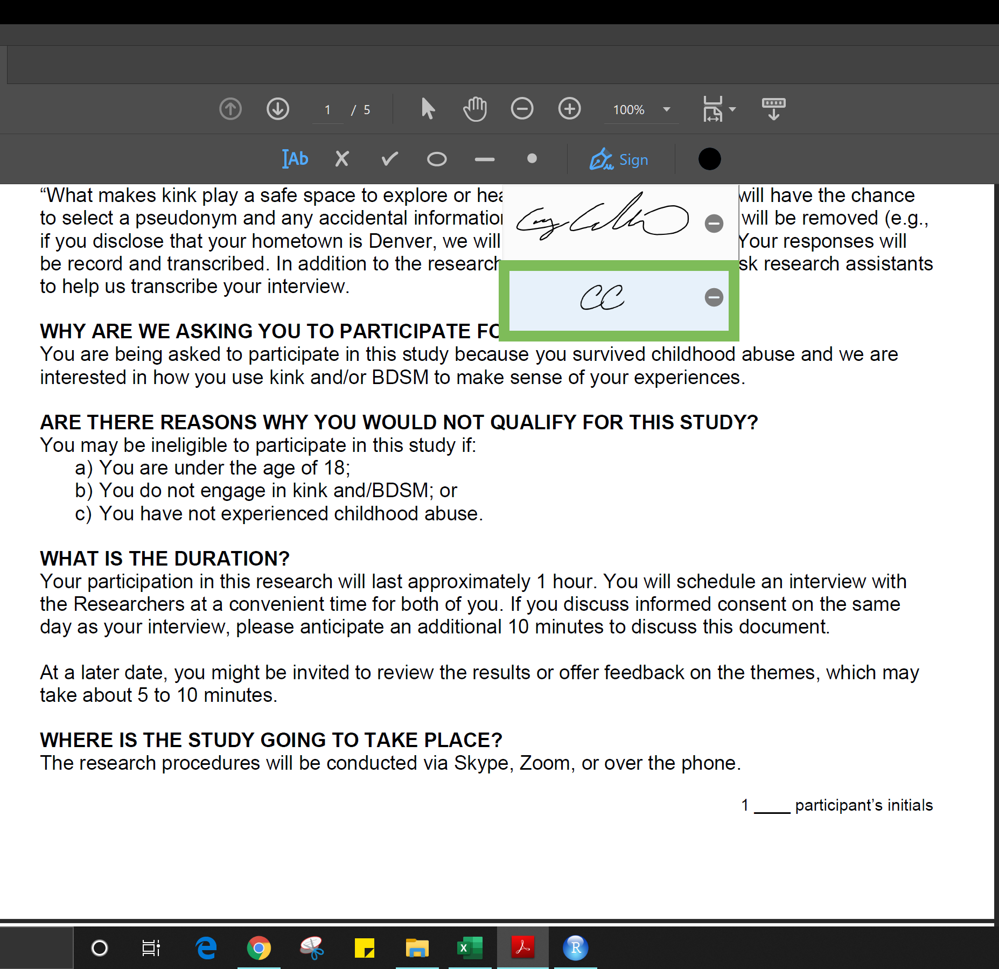 1 / 5
100%
Ab
Sign
“What makes kink play a safe space to explore or will have the chance
to select a pseudonym and any accidental will be removed (e.g.,
if you disclose that your hometown is Denver, we will Your responses will
be record and transcribed. In addition to the research research assistants
to help us transcribe your interview.
CC
WHY ARE WE ASKING YOU TO PARTICIPATE
You are being asked to participate in this study because you survived childhood abuse and we are
interested in how you use kink and/or BDSM to make sense of your experiences.
ARE THERE REASONS WHY YOU WOULD NOT QUALIFY FOR THIS STUDY?
You may be ineligible to participate in this study if:
a) You are under the age of 18;
b) You do not engage in kink and/BDSM; or
c) You have not experienced childhood abuse.
WHAT IS THE DURATION?
Your participation in this research will last approximately 1 hour. You will schedule an interview with
the Researchers at a convenient time for both of you. If you discuss informed consent on the same
day as your interview, please anticipate an additional 10 minutes to discuss this document.
At a later date, you might be invited to review the results or offer feedback on the themes, which may
take about 5 to 10 minutes.
WHERE IS THE STUDY GOING TO TAKE PLACE?
The research procedures will be conducted via Skype, Zoom, or over the phone.
1 ____ participant’s initials
X
R